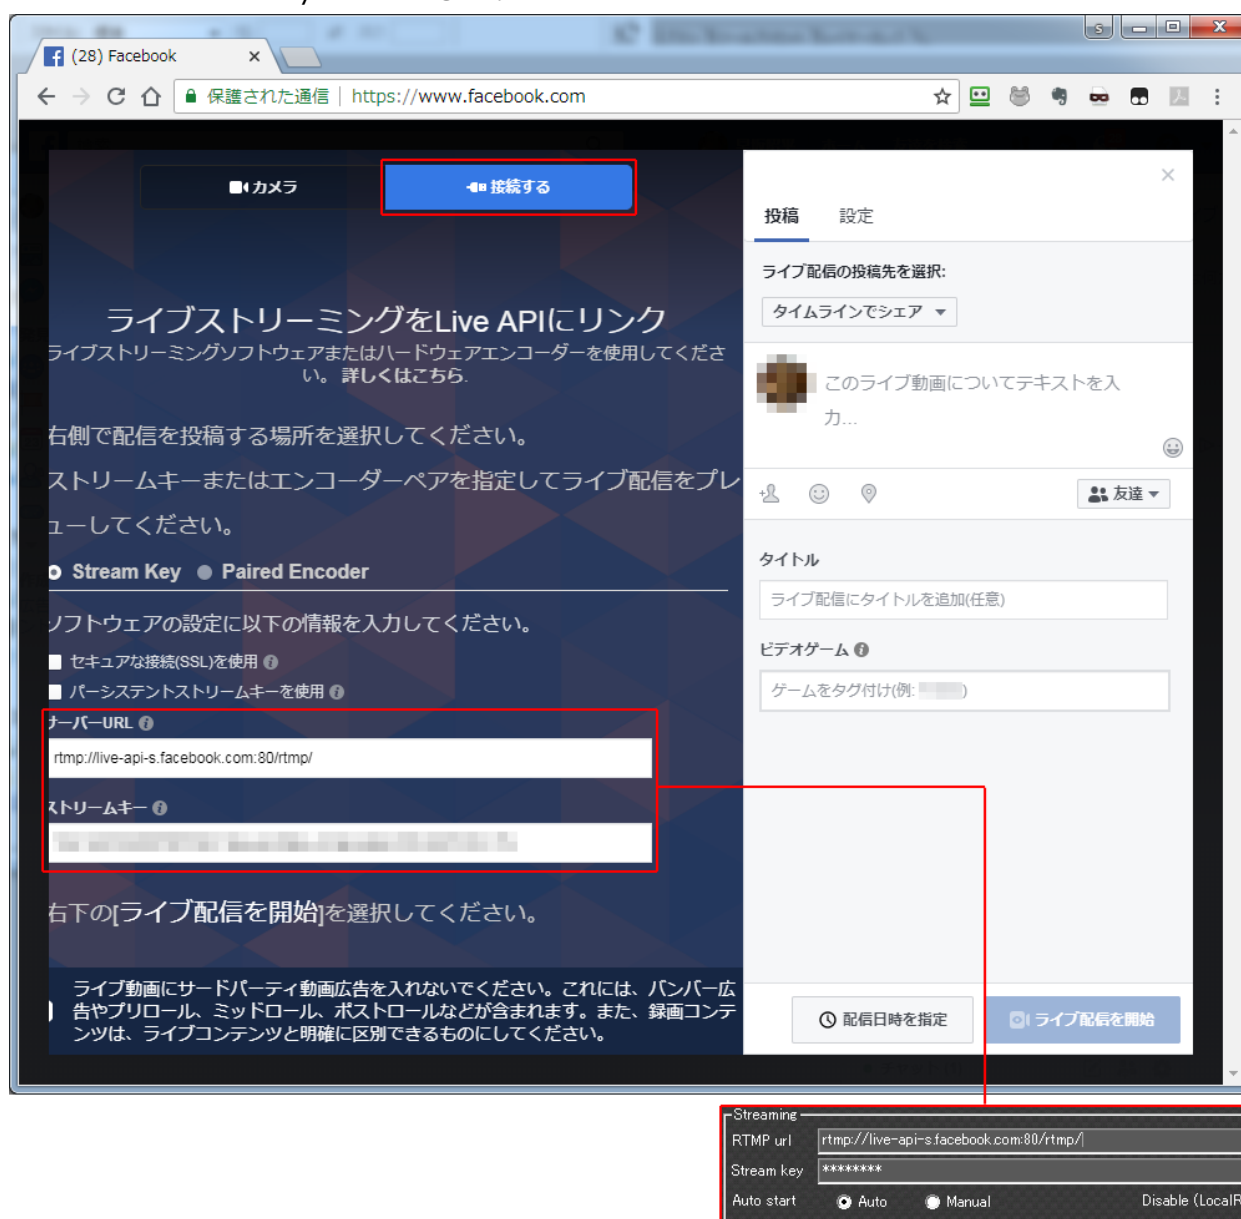 (28) Facebook
保護された通信 | https://www.facebook.com
カメラ
接続する
投稿 設定
ライブ配信の投稿先を選択:
タイムラインでシェア
ライブストリーミングをLive APIにリンク
ライブストリーミングソフトウェアまたはハードウェアエンコーダーを使用してくださ
い。詳しくはこちら.
このライブ動画についてテキストを入
力...
右側で配信を投稿する場所を選択してください。
ストリームキーまたはエンコーダーペアを指定してライブ配信をプレ
ューしてください。
友達
Stream Key Paired Encoder
タイトル
ライブ配信にタイトルを追加(任意)
ソフトウェアの設定に以下の情報を入力してください。
セキュアな接続(SSL)を使用
パーシステントストリームキーを使用
ビデオゲーム
ゲームをタグ付け(例: )
サーバーURL
rtmp://live-api-s.facebook.com:80/rtmp/
ストリームキー
右下の[ライブ配信を開始]を選択してください。
ライブ動画にサードパーティ動画広告を入れないでください。これには、バンパー広
告やプリロール、ミッドロール、ポストロールなどが含まれます。また、録画コンテ
ンツは、ライブコンテンツと明確に区別できるものにしてください。
配信日時を指定
ライブ配信を開始
Streaming
RTMP url rtmp://live-api-s.facebook.com:80/rtmp/
Stream key ********
Auto start Auto Manual Disable (LocalR